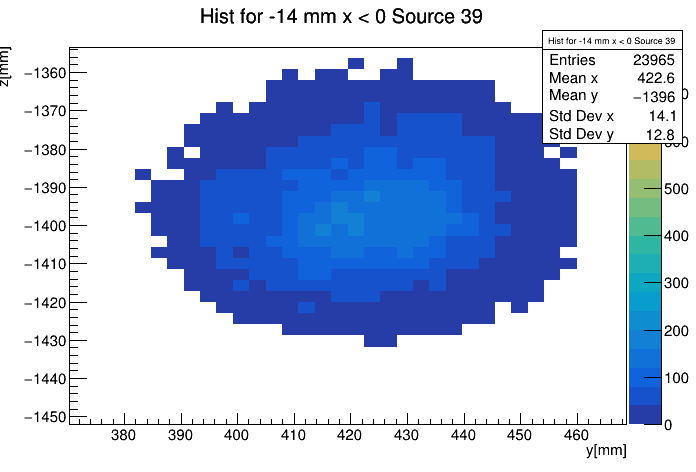 Hist for -14 mm x < 0 Source 39
z[mm]
Hist for -14 mm x < 0 Source 39
Entries 23965
Mean x 422.6
Mean y −1396
Std Dev x 14.1
Std Dev y 12.8
−1360
−1370
−1380
−1390
−1400
−1410
−1420
−1430
−1440
−1450
380 390 400 410 420 430 440 450 460
y[mm]
500
400
300
200
100
0